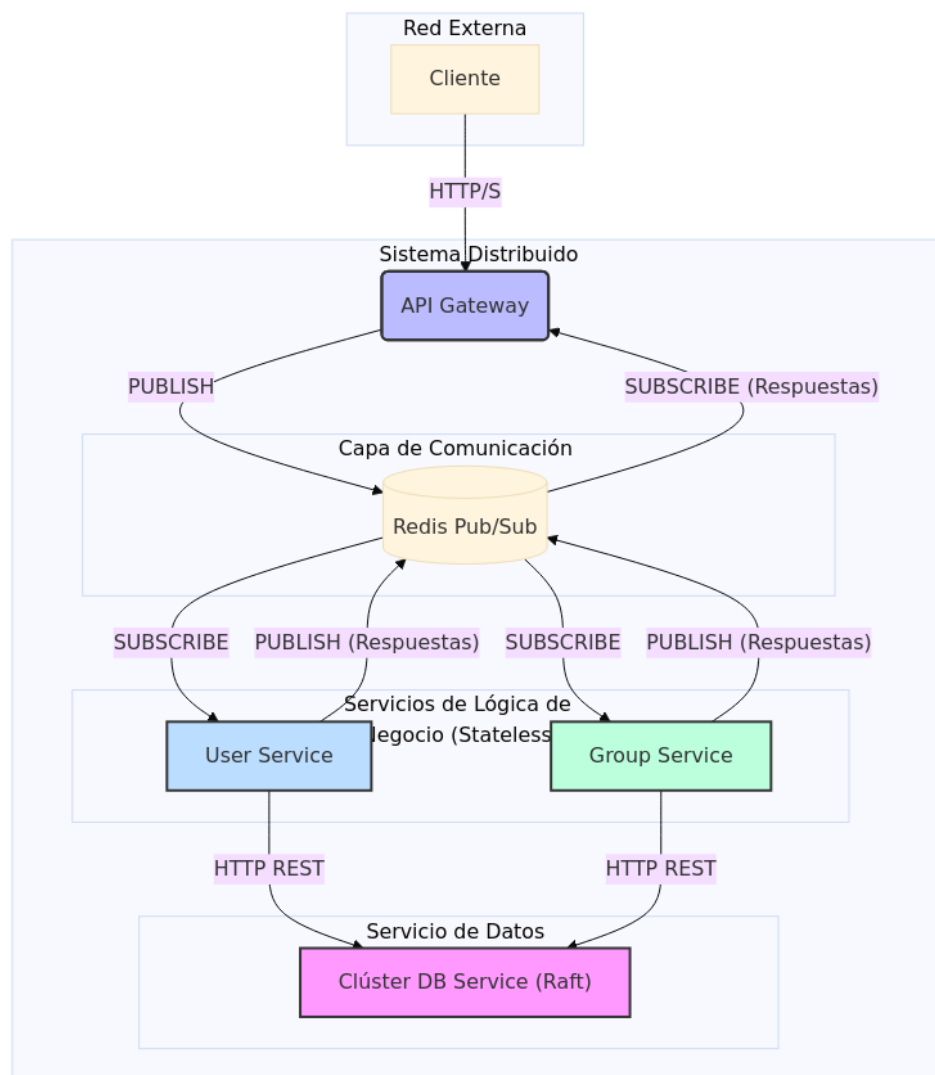 Red Externa
Cliente
HTTP/S
Sistema Distribuido
API Gateway
PUBLISH
SUBSCRIBE (Respuestas)
Capa de Comunicación
Redis Pub/Sub
SUBSCRIBE
PUBLISH (Respuestas)
SUBSCRIBE
PUBLISH (Respuestas)
Servicios de Lógica de
Negocio (Stateless
User Service
Group Service
HTTP REST
HTTP REST
Servicio de Datos
Clúster DB Service (Raft)